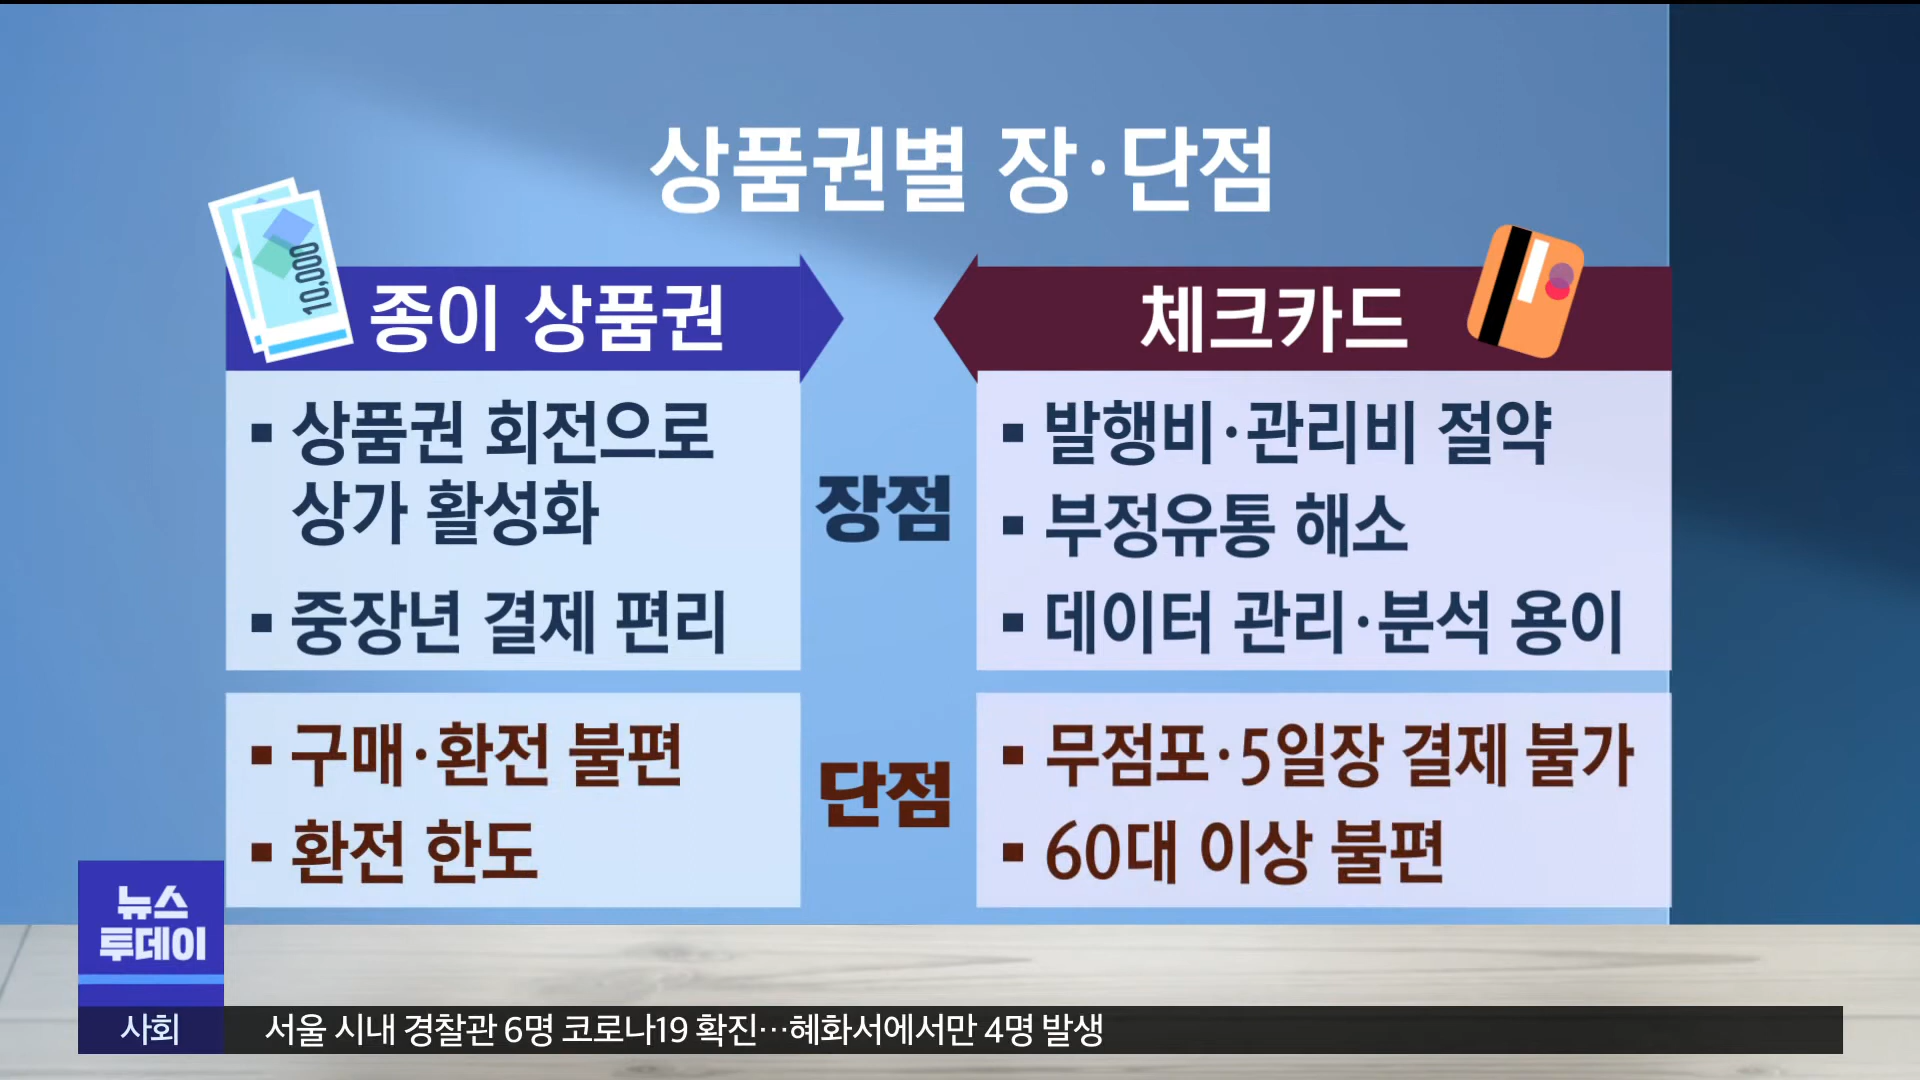 상품권별 장·단점
10,000
종이 상품권
체크카드
▪ 상품권 회전으로
상가 활성화
▪ 중장년 결제 편리
장점
▪ 발행비·관리비 절약
▪ 부정유통 해소
▪ 데이터 관리·분석 용이
▪ 구매·환전 불편
▪ 환전 한도
단점
▪ 무점포·5일장 결제 불가
▪ 60대 이상 불편
뉴스
투데이
사회
서울 시내 경찰관 6명 코로나19 확진…혜화서에서만 4명 발생